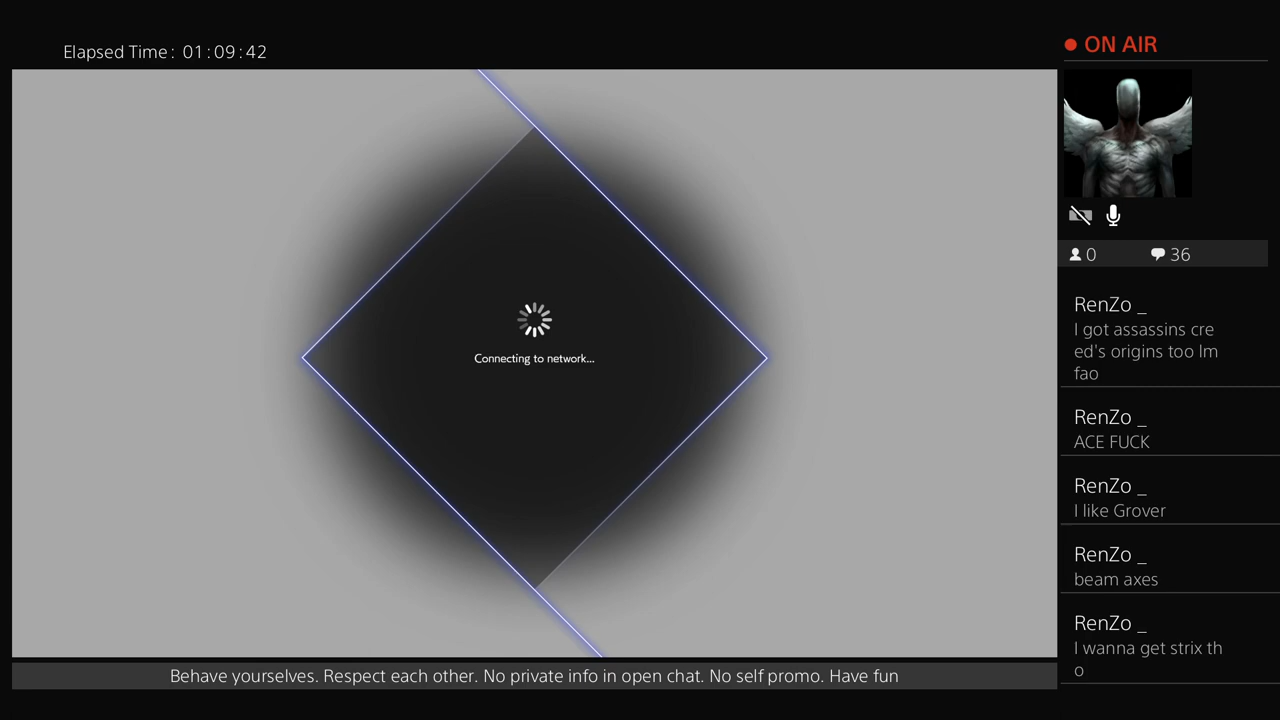 Elapsed Time: 01:09:42
ON AIR
0 36
RenZo _
I got assassins cre
ed's origins too lm
fao
RenZo _
ACE FUCK
RenZo _
I like Grover
RenZo _
beam axes
RenZo _
I wanna get strix th
o
Connecting to network...
Behave yourselves. Respect each other. No private info in open chat. No self promo. Have fun